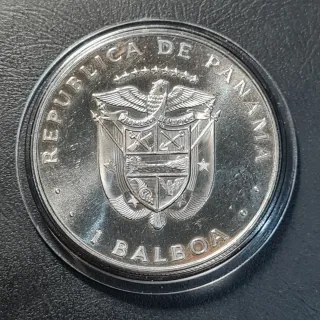 REPUBLICA DE PANAMA
1 BALBOA